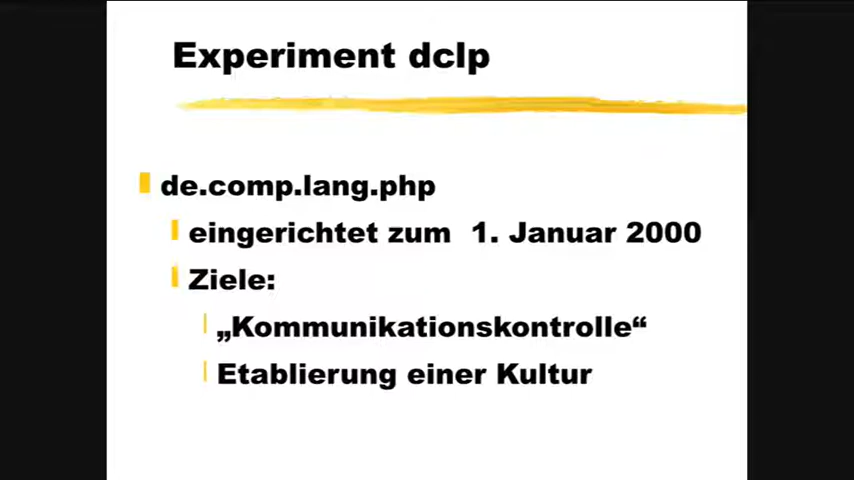 Experiment dclp
de.comp.lang.php
eingerichtet zum 1. Januar 2000
Ziele:
„Kommunikationskontrolle“
Etablierung einer Kultur